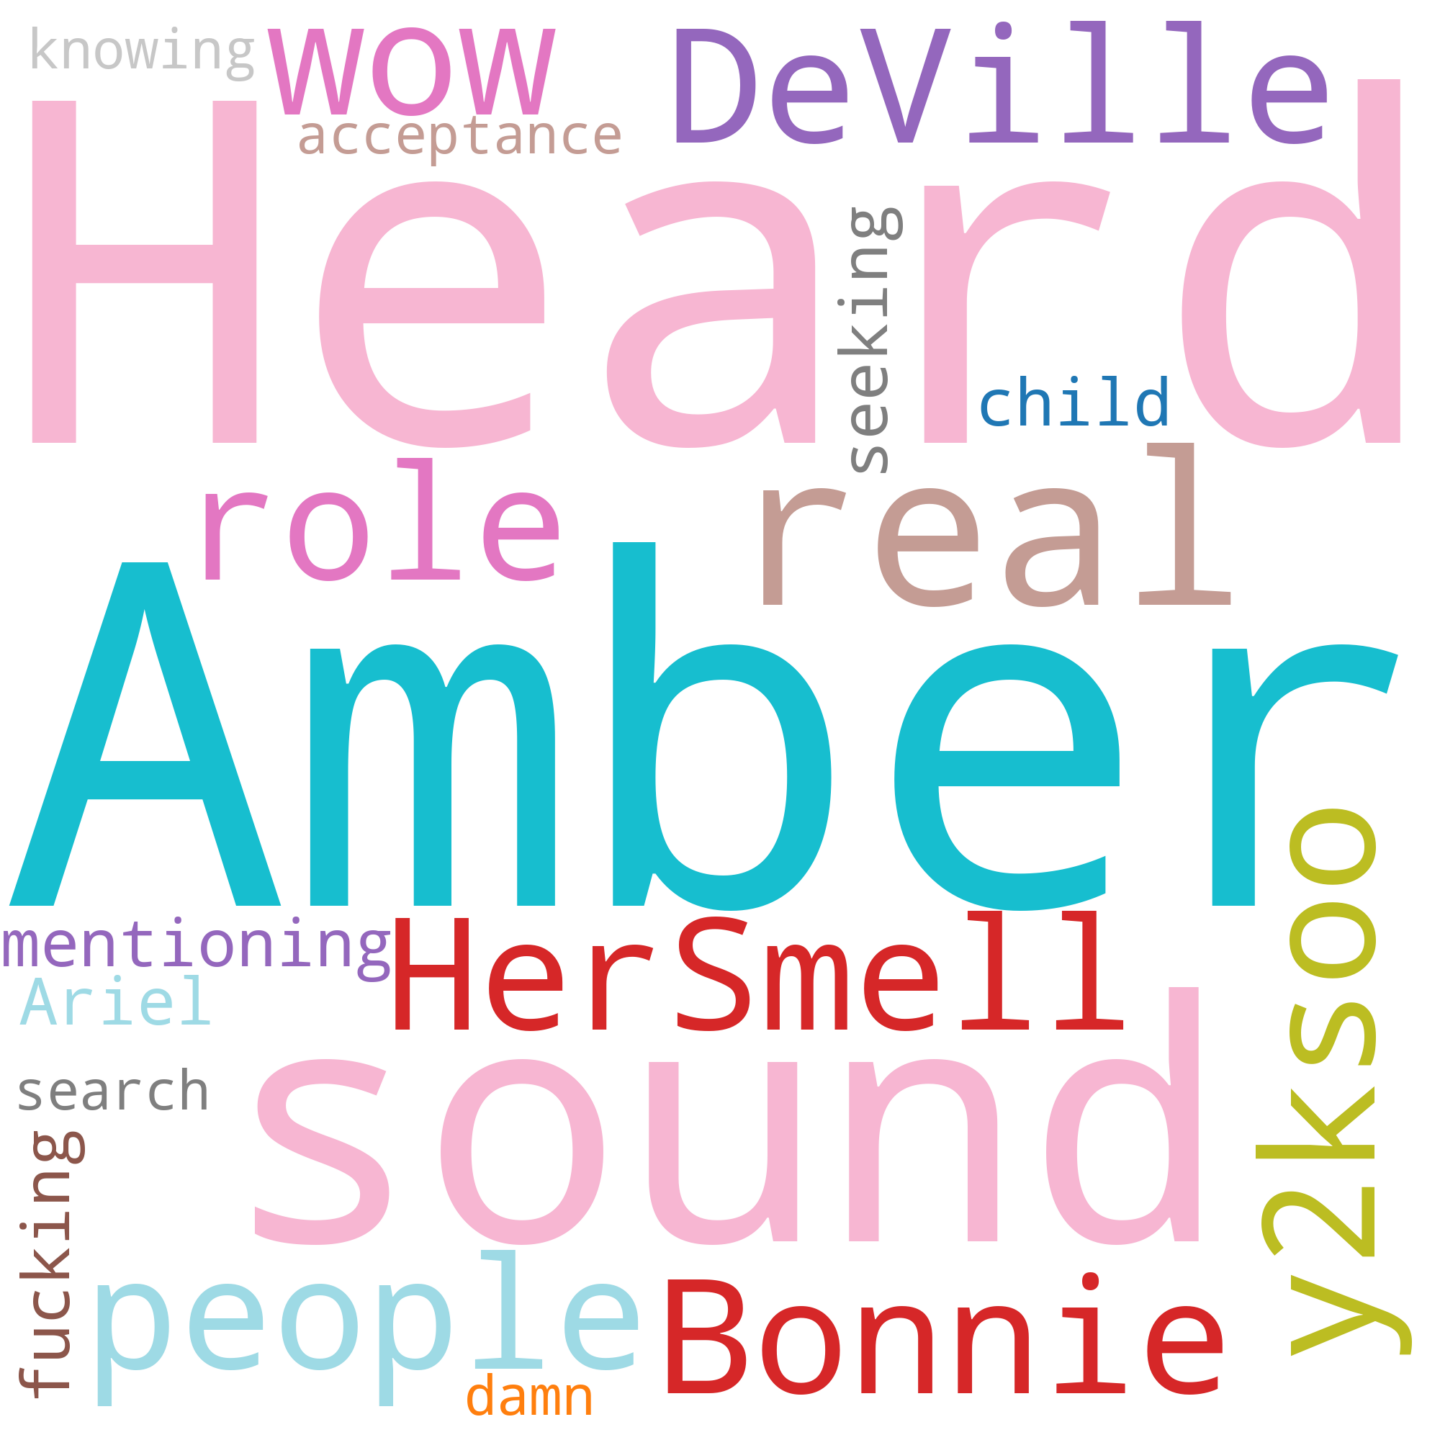 knowing
wow
DeVille
acceptance
Heard
seeking
child
role
real
Amber
y2ksoo
mentioning
HerSmell
Ariel
sound
search
fucking
people
Bonnie
damn